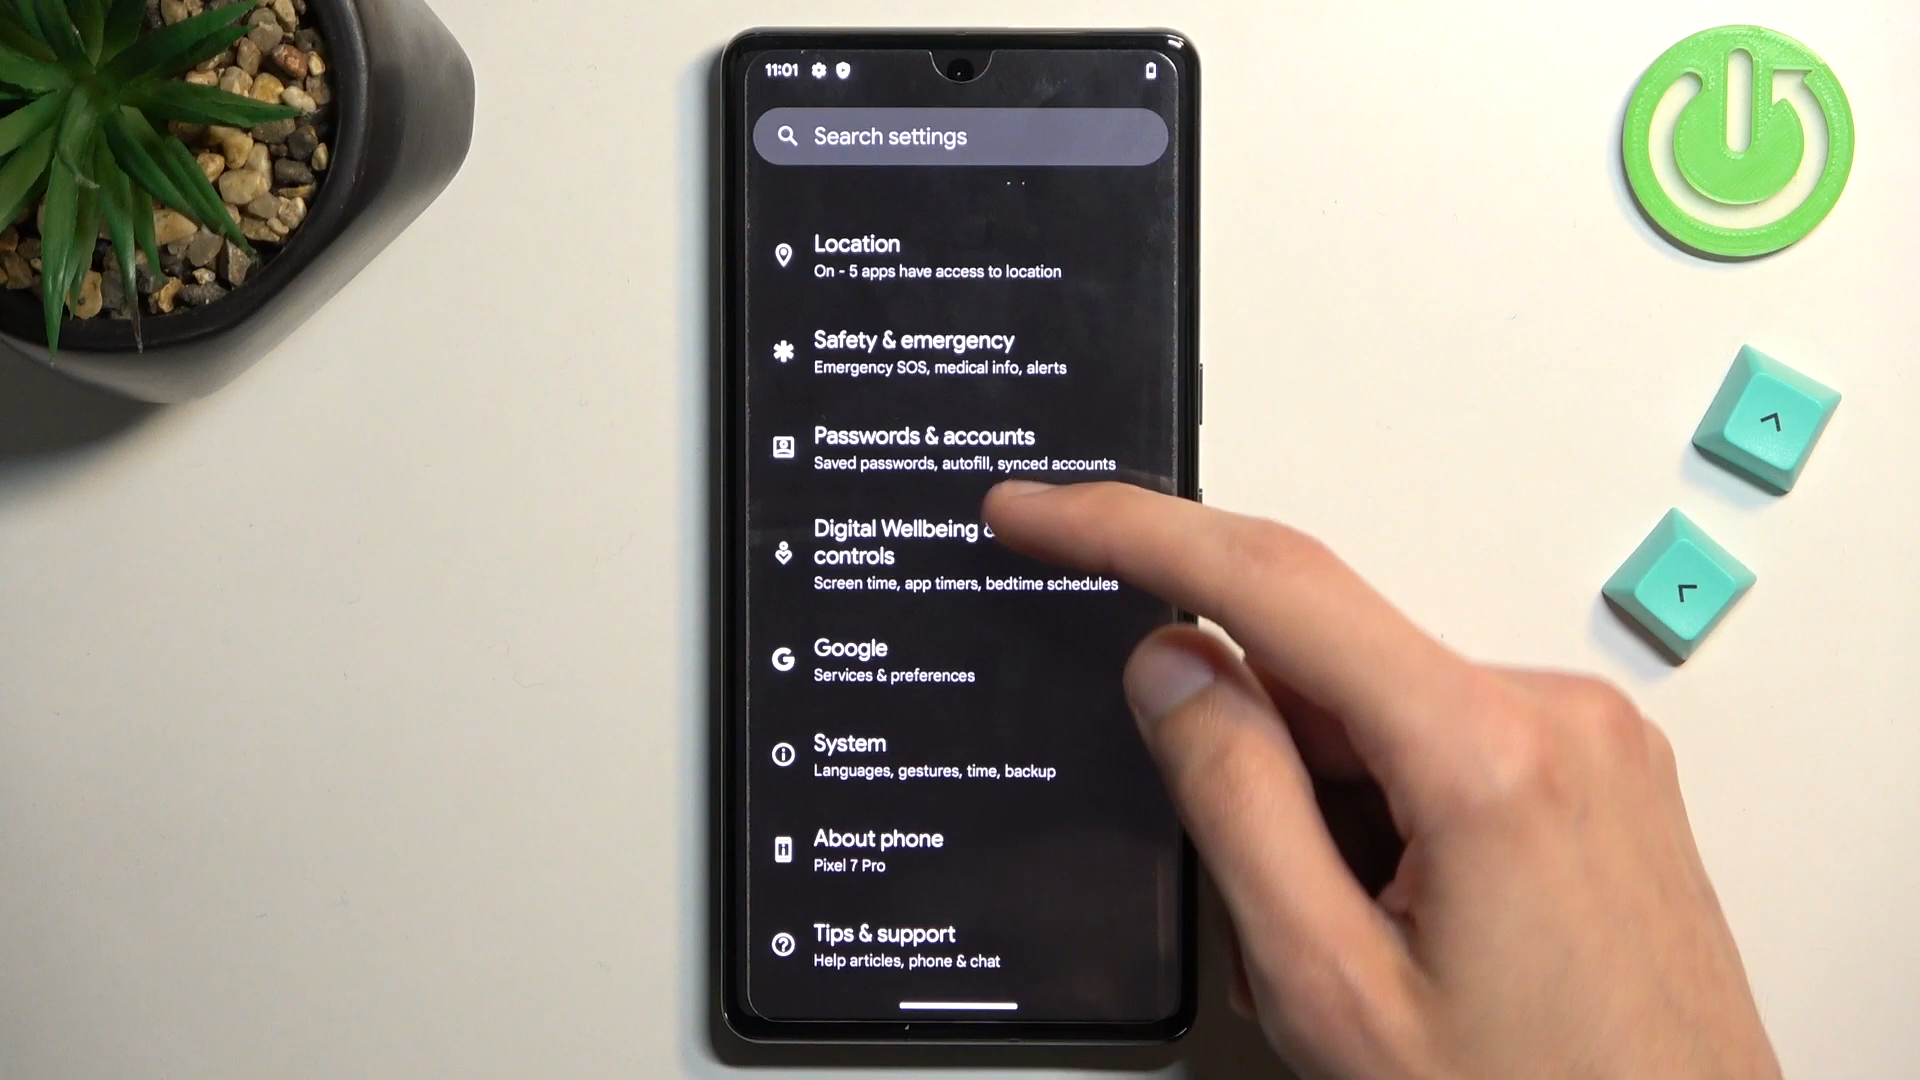 11:01
Search settings
Location
On - 5 apps have access to location
Safety & emergency
Emergency SOS, medical info, alerts
Passwords & accounts
Saved passwords, autofill, synced accounts
Digital Wellbeing &
controls
Screen time, app timers, bedtime schedules
Google
Services & preferences
System
Languages, gestures, time, backup
About phone
Pixel 7 Pro
Tips & support
Help articles, phone & chat